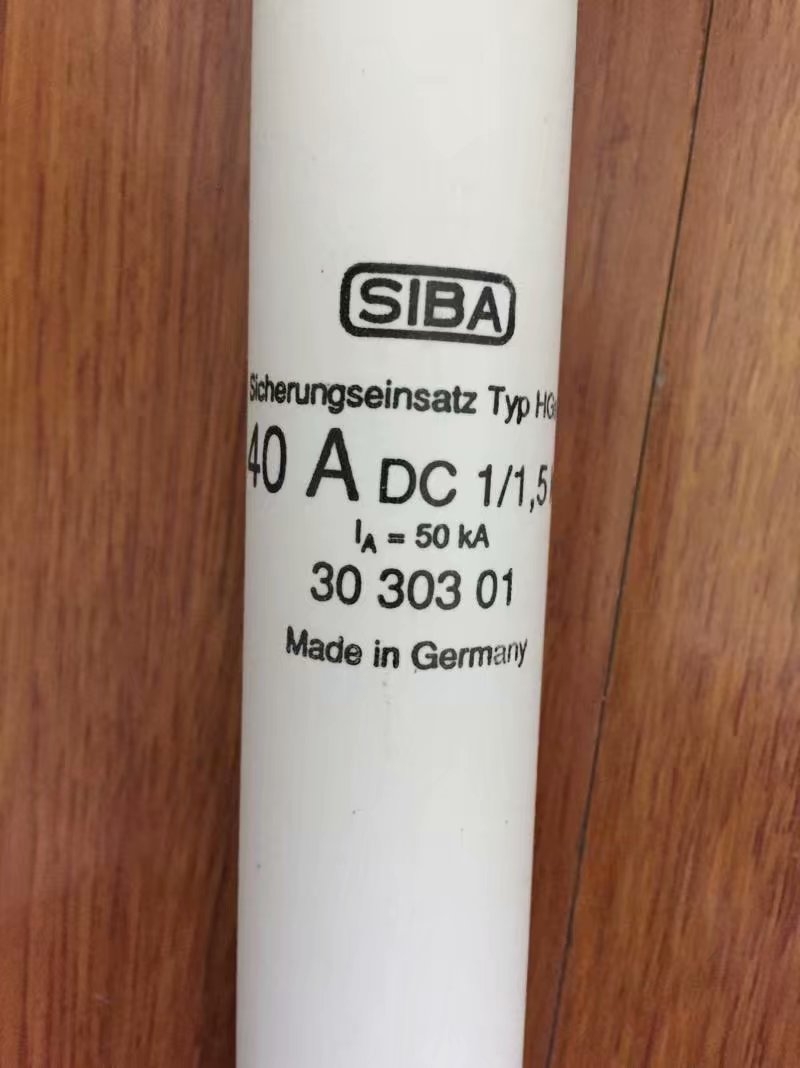 SIBA
Sicherungseinsatz Typ
40 A DC 1/1,5
IA = 50 kA
30 303 01
Made in Germany